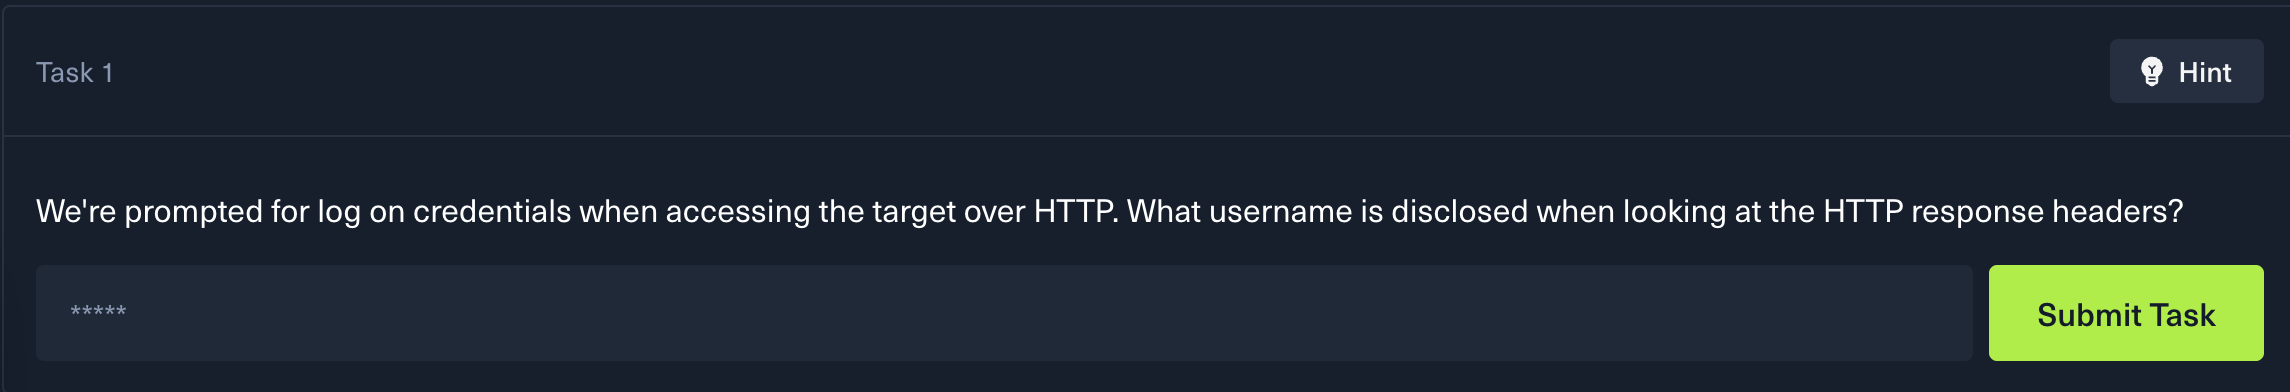 Task 1
Hint
We're prompted for log on credentials when accessing the target over HTTP. What username is disclosed when looking at the HTTP response headers?
*****
Submit Task